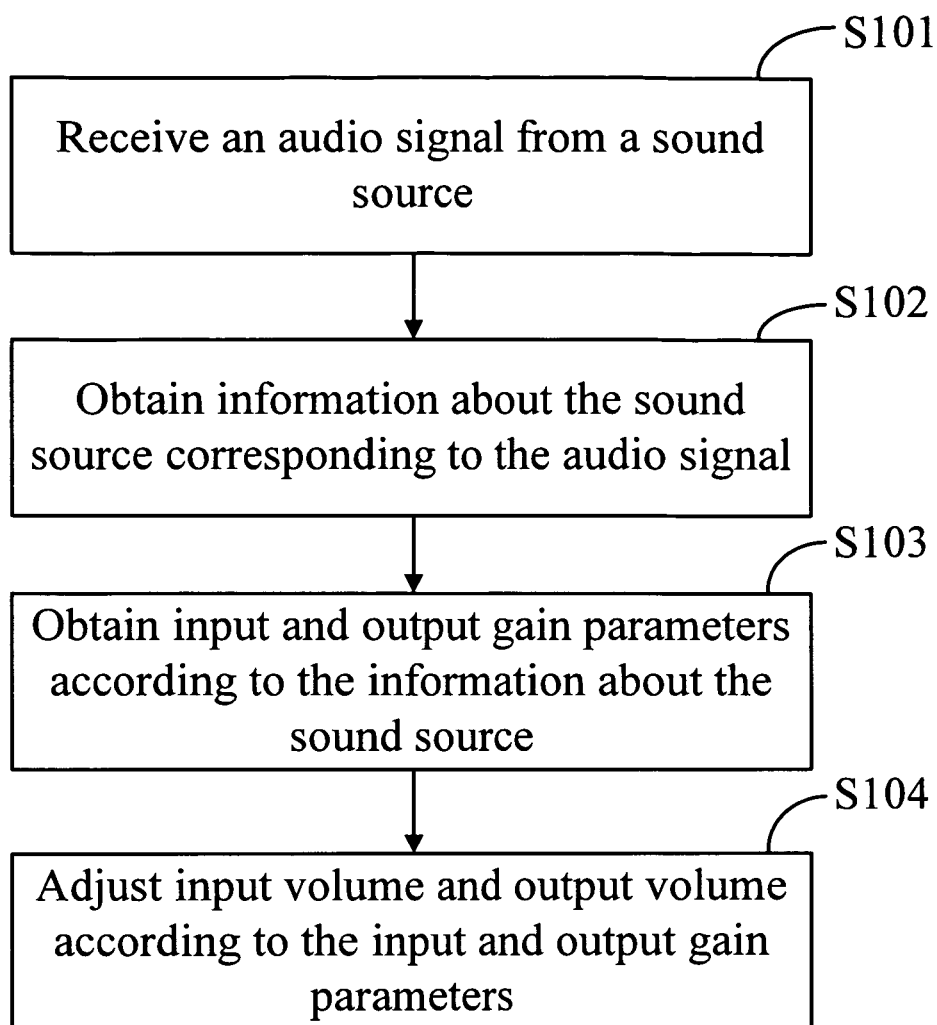 S101
Receive an audio signal from a sound
source
S102
Obtain information about the sound
source corresponding to the audio signal
S103
Obtain input and output gain parameters
according to the information about the
sound source
S104
Adjust input volume and output volume
according to the input and output gain
parameters